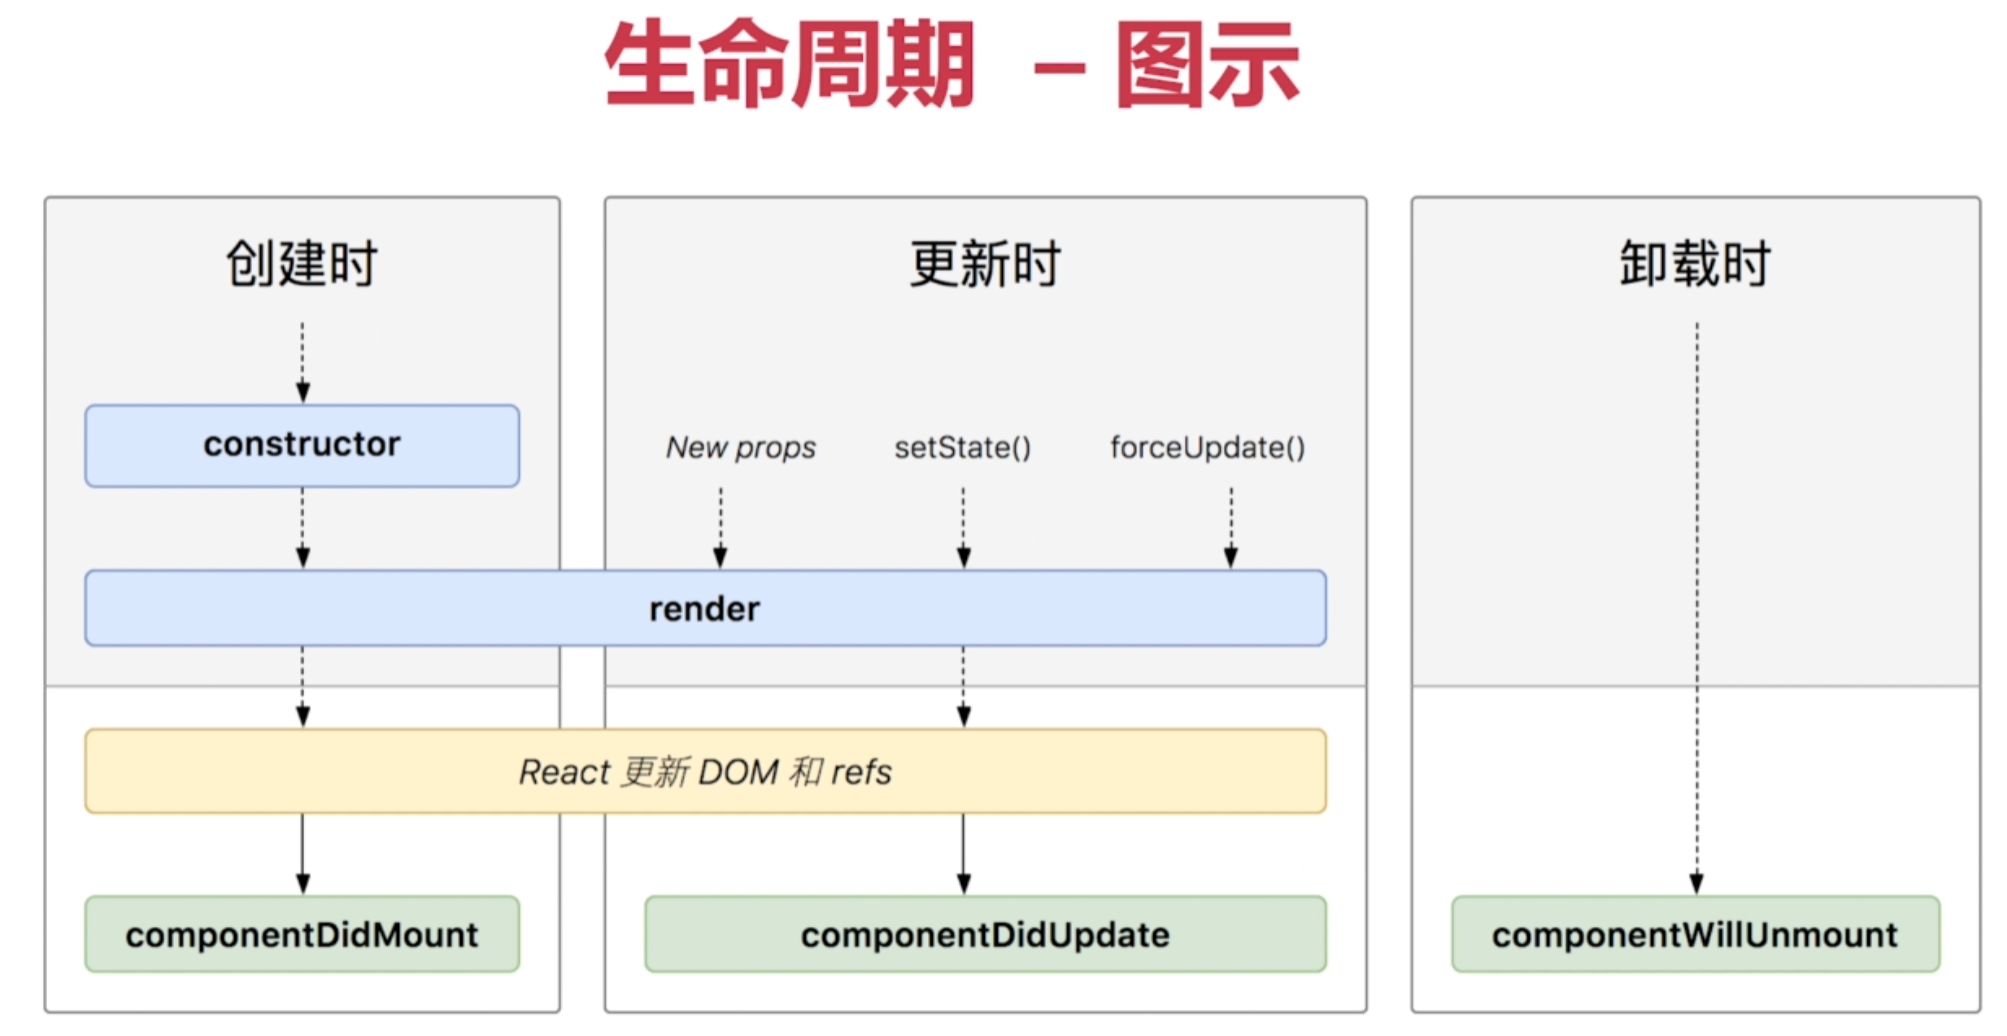 生命周期 – 图示
创建时
更新时
卸载时
constructor
New props
setState()
forceUpdate()
render
React 更新 DOM 和 refs
componentDidMount
componentDidUpdate
componentWillUnmount